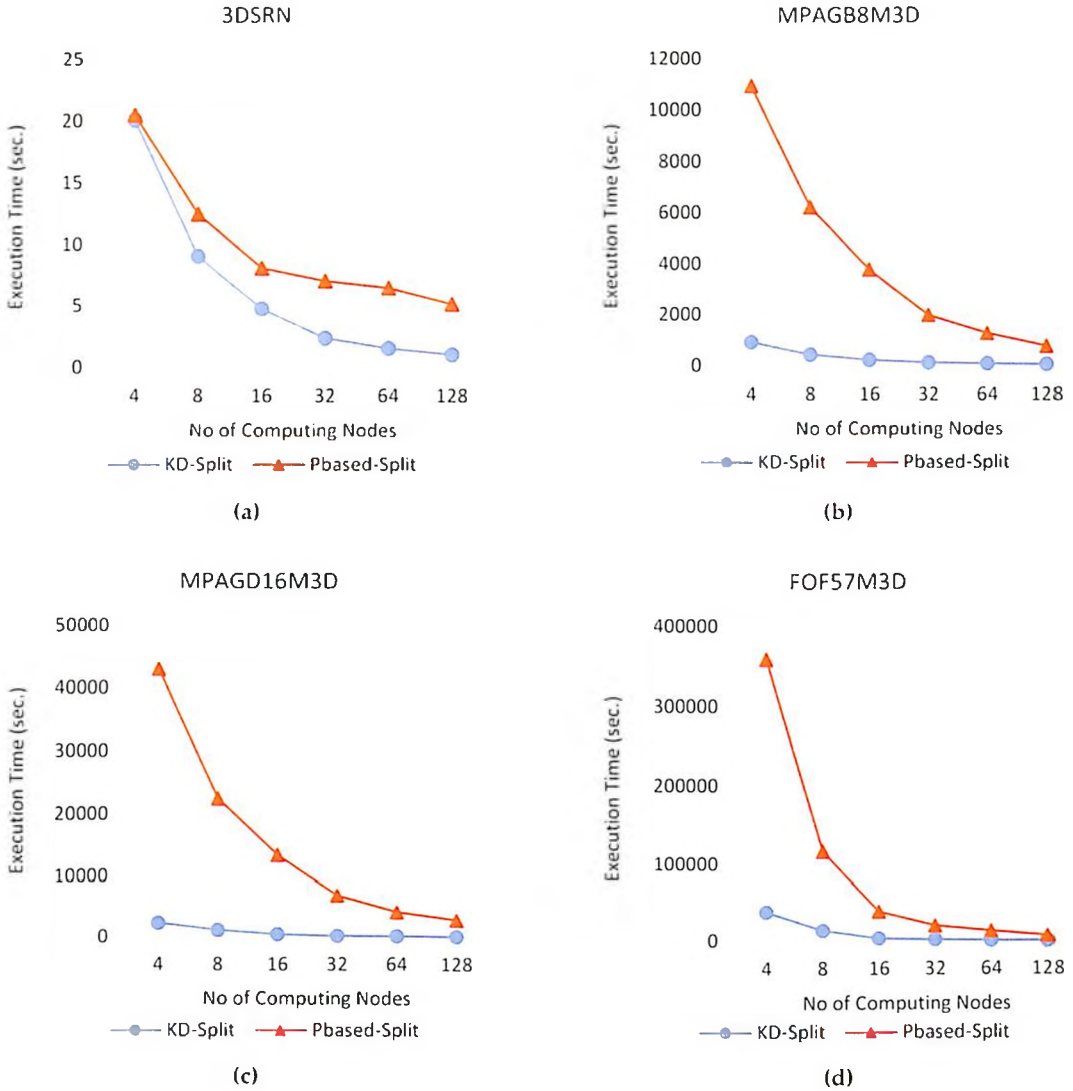 3DSRN
25
20
15
10
5
0
Execution Time (sec.)
4 8 16 32 64 128
No of Computing Nodes
KD-Split Pbased-Split
(a)
MPAGB8M3D
12000
10000
8000
6000
4000
2000
0
Execution Time (sec.)
4 8 16 32 64 128
No of Computing Nodes
KD-Split Pbased-Split
(b)
MPAGD16M3D
50000
40000
30000
20000
10000
0
Execution Time (sec.)
4 8 16 32 64 128
No of Computing Nodes
KD-Split Pbased-Split
(c)
FOF57M3D
400000
300000
200000
100000
0
Execution Time (sec.)
4 8 16 32 64 128
No of Computing Nodes
KD-Split Pbased-Split
(d)